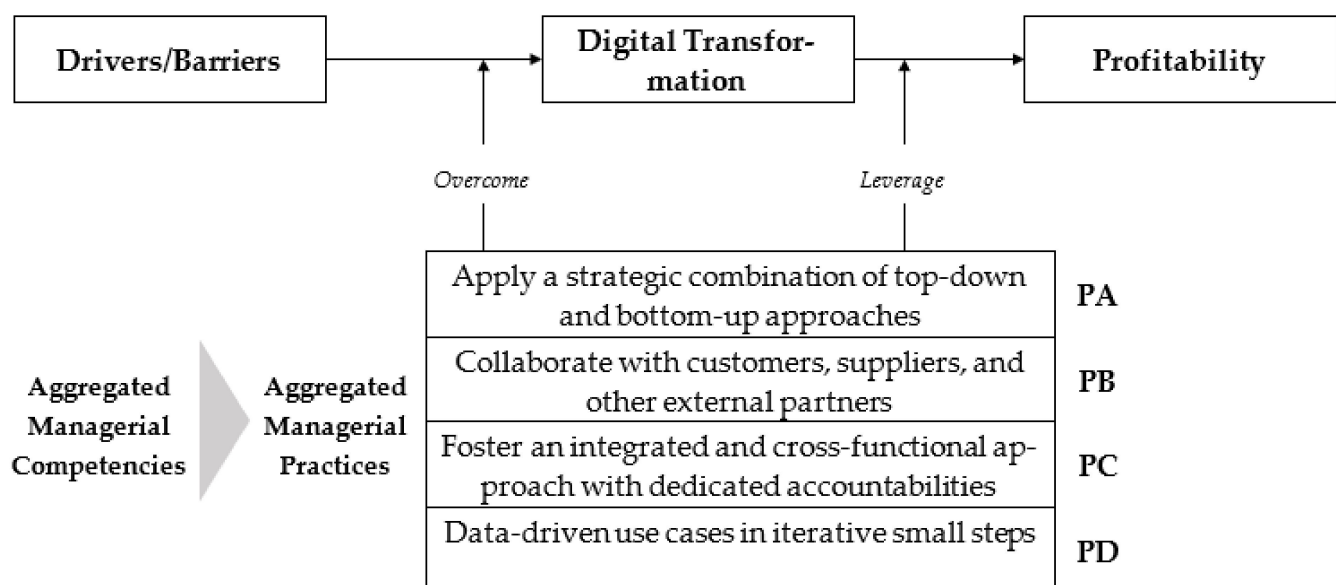 Drivers/Barriers
Digital Transfor-
mation
Profitability
Overcome
Leverage
Apply a strategic combination of top-down
and bottom-up approaches
PA
Collaborate with customers, suppliers, and
other external partners
PB
Aggregated
Managerial
Competencies
Aggregated
Managerial
Practices
Foster an integrated and cross-functional ap-
proach with dedicated accountabilities
PC
Data-driven use cases in iterative small steps
PD